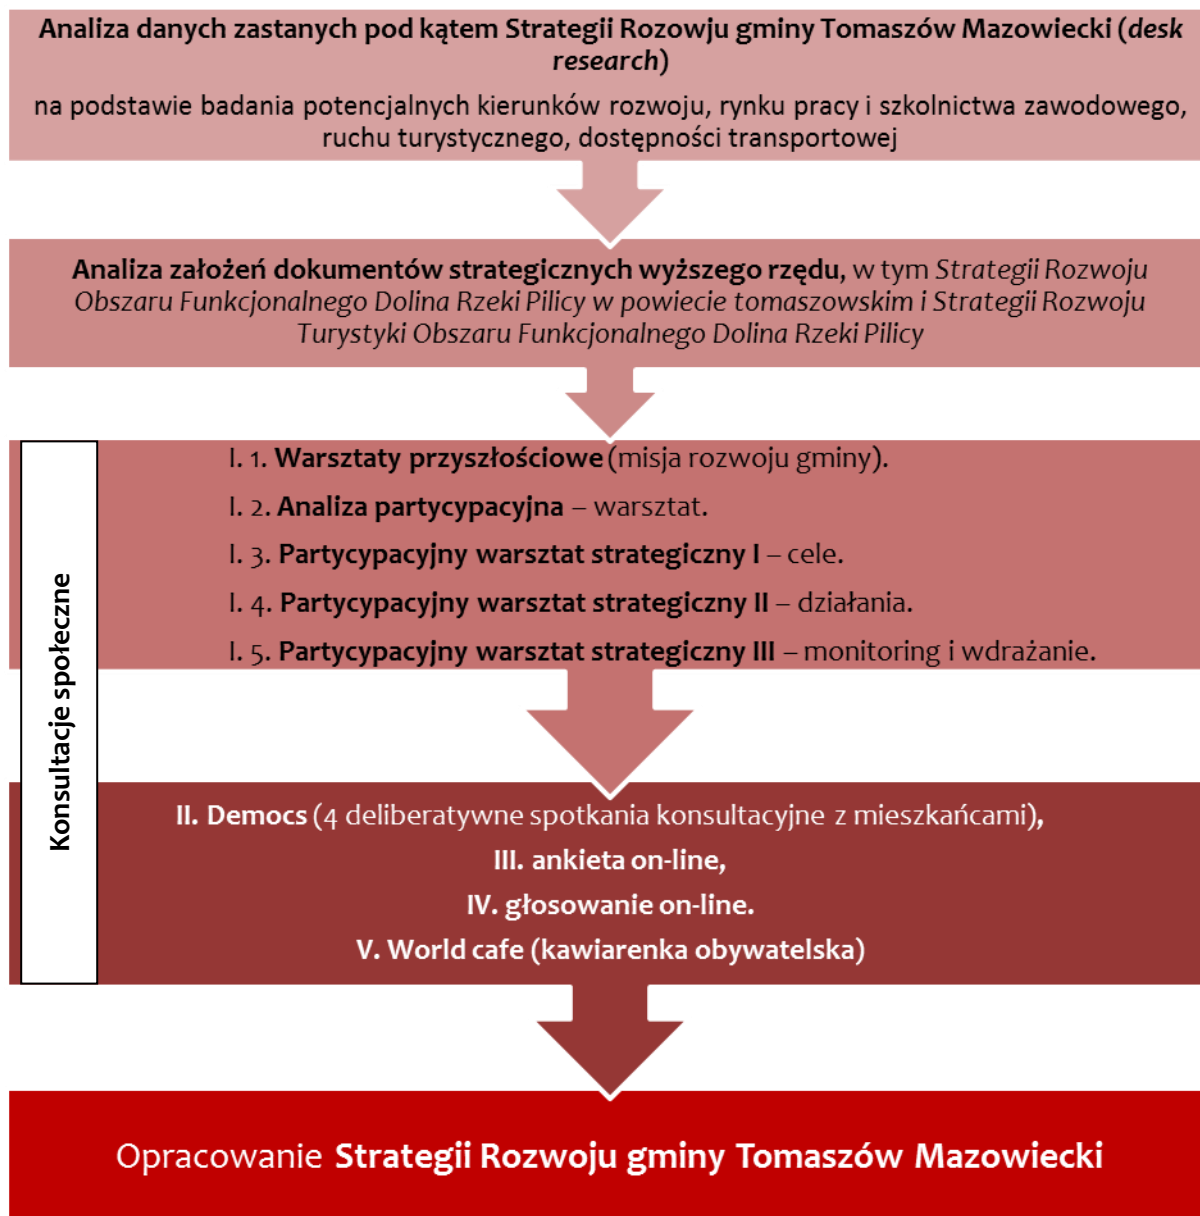 Analiza danych zastanych pod kątem Strategii Rozowju gminy Tomaszów Mazowiecki (desk
research)
na podstawie badania potencjalnych kierunków rozwoju, rynku pracy i szkolnictwa zawodowego,
ruchu turystycznego, dostępności transportowej
Analiza założeń dokumentów strategicznych wyższego rzędu, w tym Strategii Rozwoju
Obszaru Funkcjonalnego Dolina Rzeki Pilicy w powiecie tomaszowskim i Strategii Rozwoju
Turystyki Obszaru Funkcjonalnego Dolina Rzeki Pilicy
Konsultacje społeczne
I. 1. Warsztaty przyszłościowe (misja rozwoju gminy).
I. 2. Analiza partycypacyjna – warsztat.
I. 3. Partycypacyjny warsztat strategiczny I – cele.
I. 4. Partycypacyjny warsztat strategiczny II – działania.
I. 5. Partycypacyjny warsztat strategiczny III – monitoring i wdrażanie.
II. Democs (4 deliberatywne spotkania konsultacyjne z mieszkańcami),
III. ankieta on-line,
IV. głosowanie on-line.
V. World cafe (kawiarenka obywatelska)
Opracowanie Strategii Rozwoju gminy Tomaszów Mazowiecki